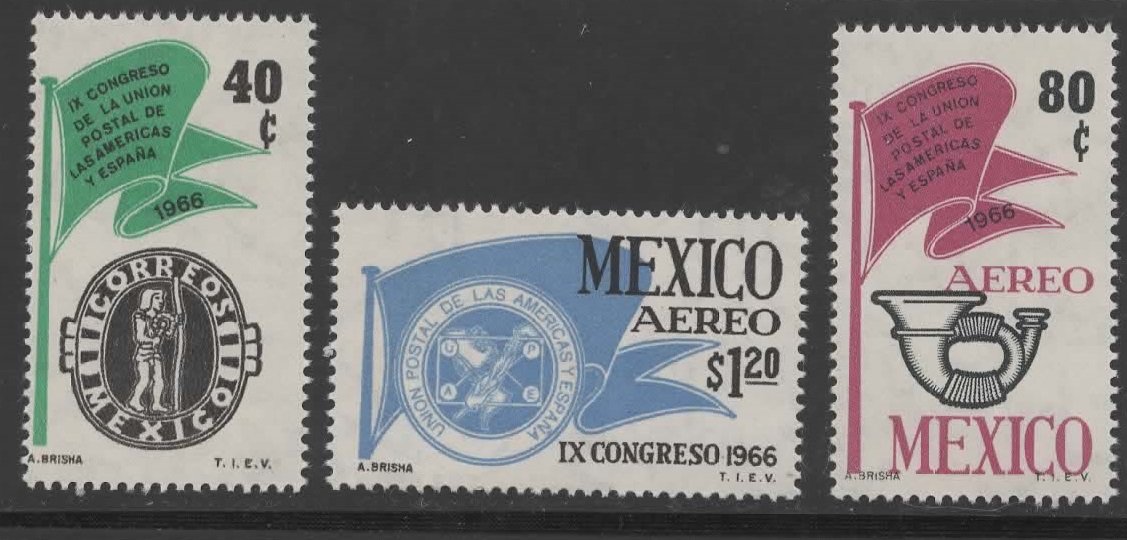 IX CONGRESO
DE LA UNION
POSTAL DE
LAS AMERICAS
Y ESPAÑA
1966
40
¢
CORREOS
MEXICO
A. BRISHA
T. I. E. V.
MEXICO
AEREO
$1.20
UNION POSTAL DE LAS AMERICAS Y ESPAÑA
U P
A E
IX CONGRESO 1966
A. BRISHA
T. I. E. V.
IX CONGRESO
DE LA UNION
POSTAL DE
LAS AMERICAS
Y ESPAÑA
1966
80
¢
AEREO
MEXICO
A. BRISHA
T. I. E. V.